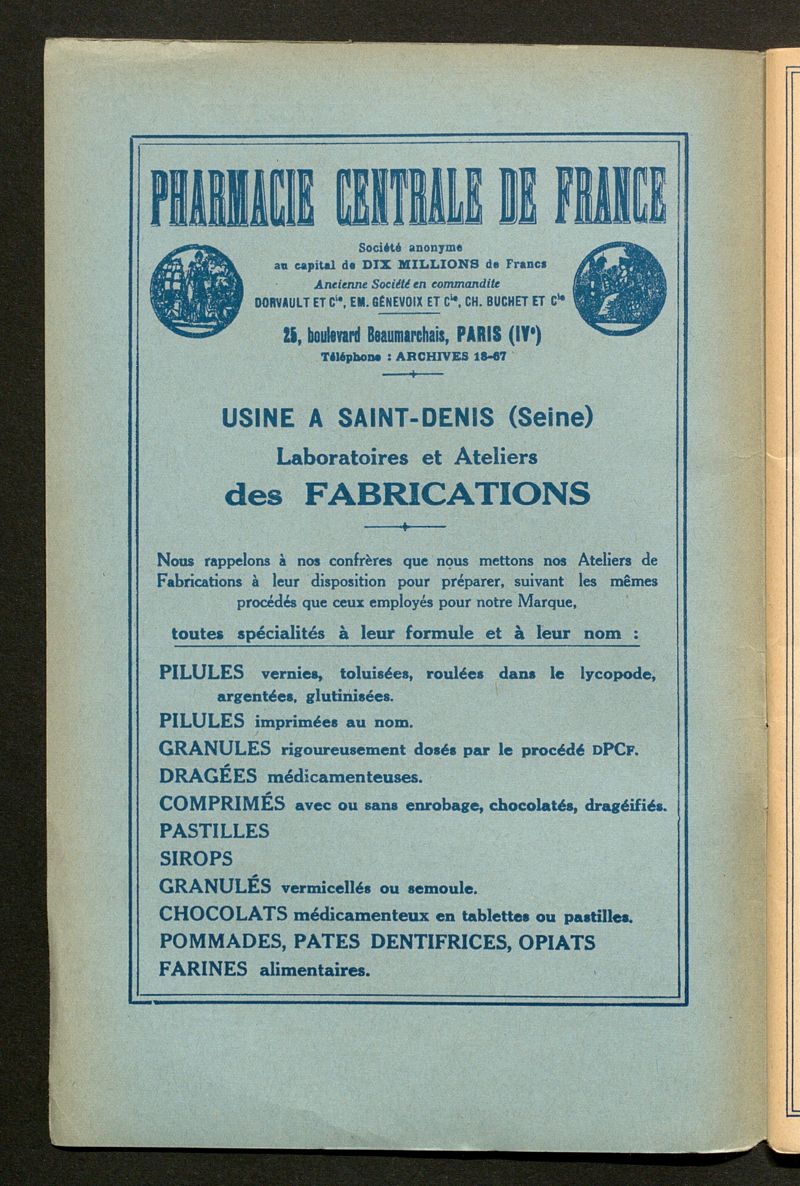 PHARMACIE CENTRALE DE FRANCE
Société anonyme
au capital de DIX MILLIONS de Francs
Ancienne Société en commandite
DORVAULT ET Cie, EM. GÉNEVOIX ET Cie, CH. BUCHET ET Cie
25, boulevard Beaumarchais, PARIS (IVe)
Téléphone : ARCHIVES 18-67
USINE A SAINT-DENIS (Seine)
Laboratoires et Ateliers
des FABRICATIONS
Nous rappelons à nos confrères que nous mettons nos Ateliers de
Fabrications à leur disposition pour préparer, suivant les mêmes
procédés que ceux employés pour notre Marque,
toutes spécialités à leur formule et à leur nom :
PILULES vernies, toluisées, roulées dans le lycopode,
argentées, glutinisées.
PILULES imprimées au nom.
GRANULES rigoureusement dosés par le procédé DPCF.
DRAGÉES médicamenteuses.
COMPRIMÉS avec ou sans enrobage, chocolatés, dragéifiés.
PASTILLES
SIROPS
GRANULÉS vermicellés ou semoule.
CHOCOLATS médicamenteux en tablettes ou pastilles.
POMMADES, PATES DENTIFRICES, OPIATS
FARINES alimentaires.